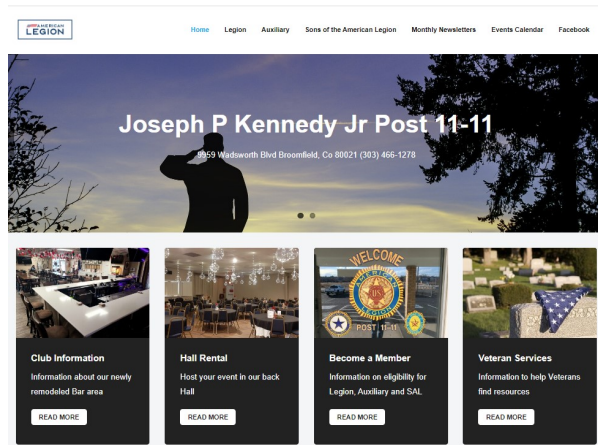 AMERICAN
LEGION
Home Legion Auxiliary Sons of the American Legion Monthly Newsletters Events Calendar Facebook
Joseph P Kennedy Jr Post 11-11
9959 Wadsworth Blvd Broomfield, Co 80021 (303) 466-1278
WELCOME
AMERICAN
LEGION
POST 11-11
Club Information
Information about our newly
remodeled Bar area
READ MORE
Hall Rental
Host your event in our back
Hall
READ MORE
Become a Member
Information on eligibility for
Legion, Auxiliary and SAL
READ MORE
Veteran Services
Information to help Veterans
find resources
READ MORE